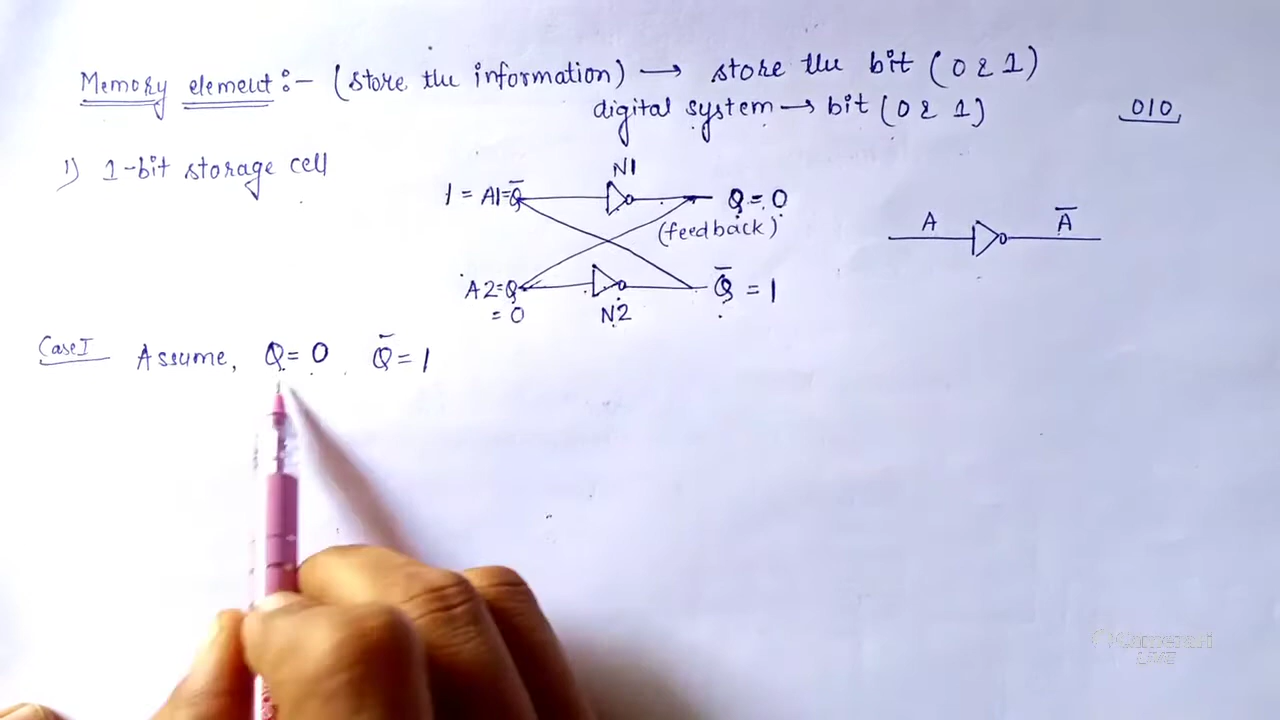 Memory element :- (store the information) → store the bit (0 & 1)
digital system → bit (0 & 1)
010
1) 1-bit storage cell
N1
1 = A1=Q̅
Q = 0
(feedback)
A
A̅
A2=Q
= 0
N2
Q̅ = 1
Case I Assume, Q = 0 Q̅ = 1